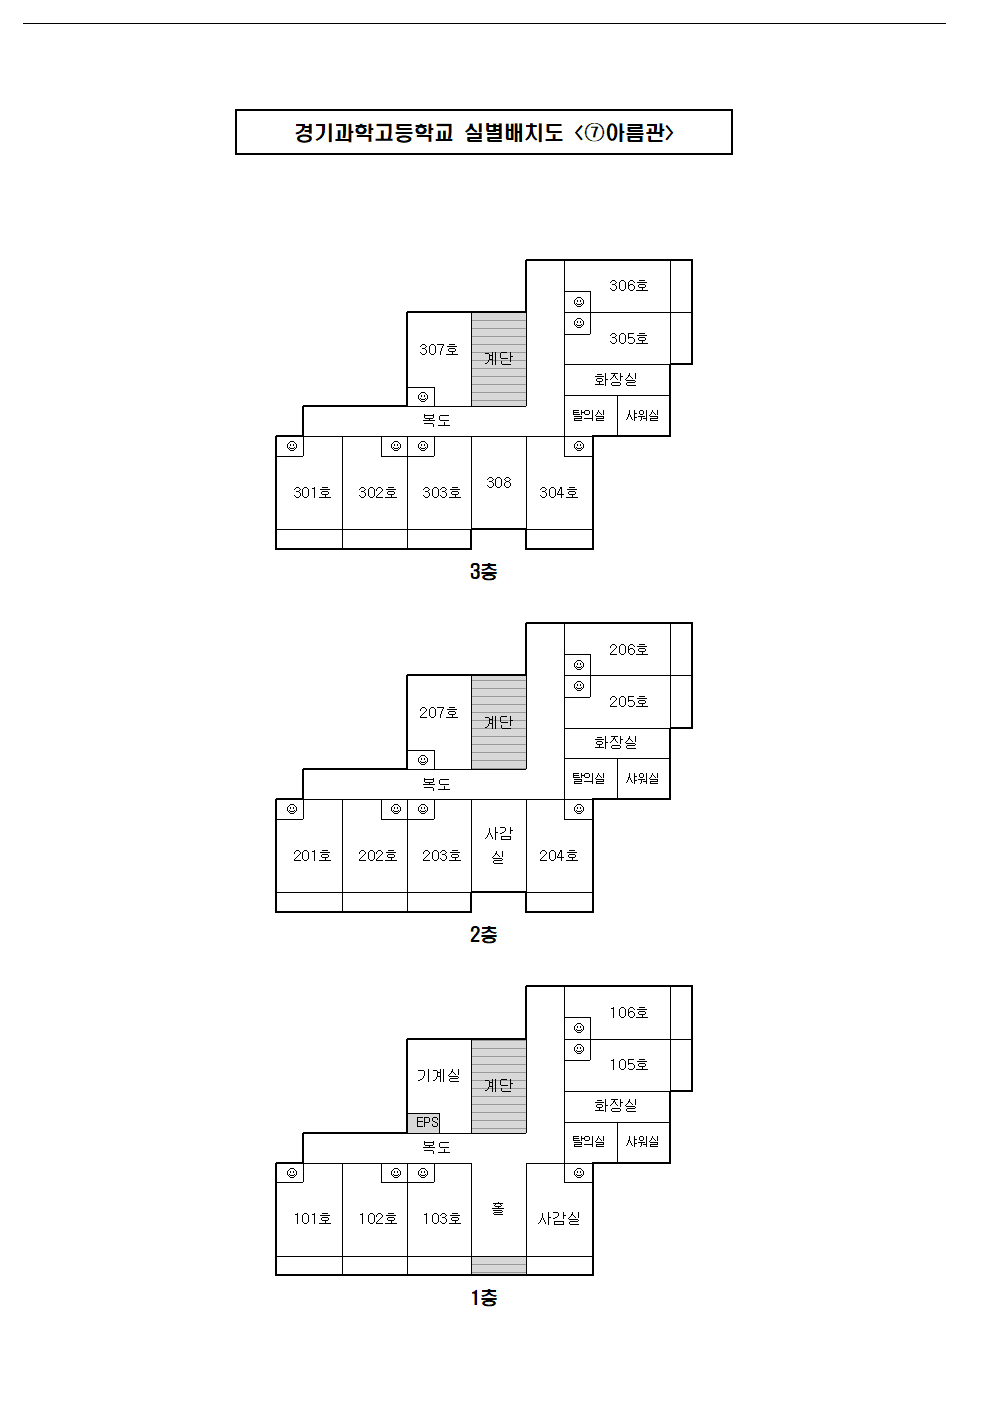 경기과학고등학교 실별배치도 <⑦아름관>
306호
305호
307호
계단
화장실
탈의실 샤워실
복도
301호 302호 303호 308 304호
3층
206호
205호
207호
계단
화장실
탈의실 샤워실
복도
사감
실
201호 202호 203호 204호
2층
106호
105호
기계실
계단
화장실
EPS
탈의실 샤워실
복도
홀
101호 102호 103호 사감실
1층